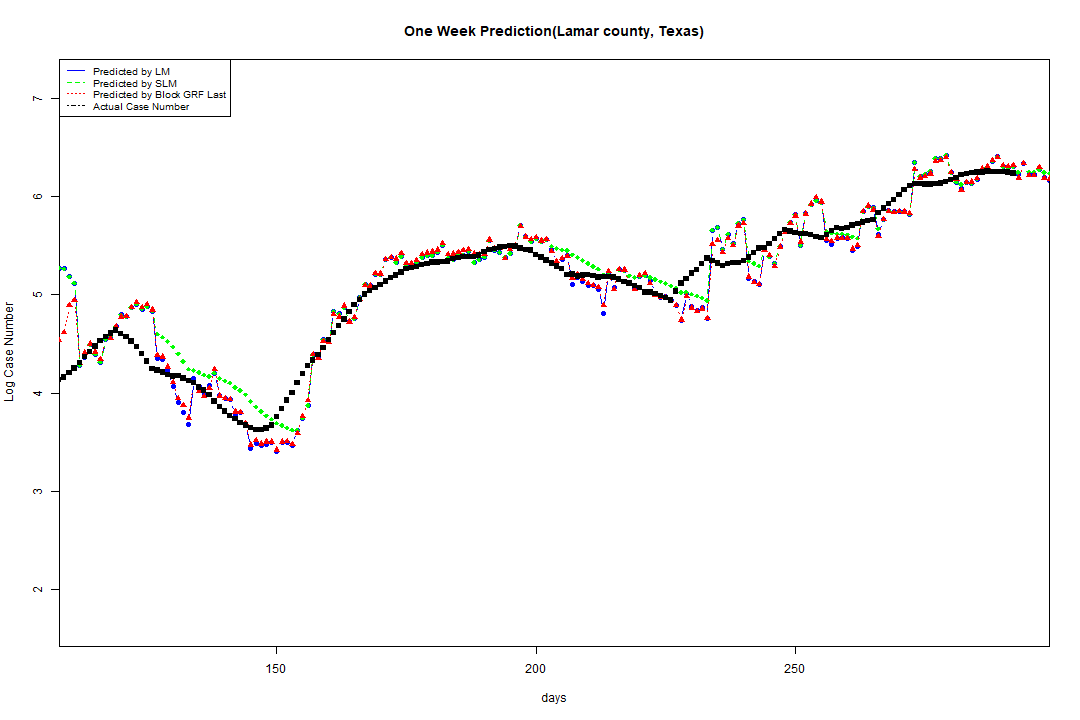 One Week Prediction(Lamar county, Texas)
Predicted by LM
Predicted by SLM
Predicted by Block GRF Last
Actual Case Number
Log Case Number
7
6
5
4
3
2
150
200
250
days